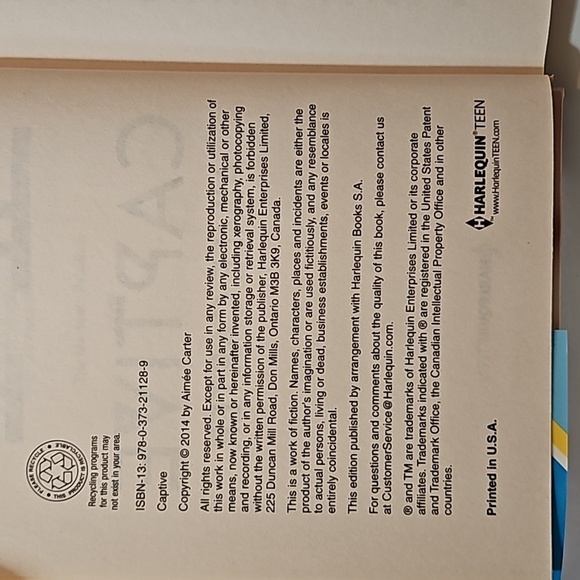 PLEASE RECYCLE • THIS PRODUCT IS RECYCLABLE •
Recycling programs
for this product may
not exist in your area.
ISBN-13: 978-0-373-21128-9
Captive
Copyright © 2014 by Aimée Carter
All rights reserved. Except for use in any review, the reproduction or utilization of
this work in whole or in part in any form by any electronic, mechanical or other
means, now known or hereinafter invented, including xerography, photocopying
and recording, or in any information storage or retrieval system, is forbidden
without the written permission of the publisher, Harlequin Enterprises Limited,
225 Duncan Mill Road, Don Mills, Ontario M3B 3K9, Canada.
This is a work of fiction. Names, characters, places and incidents are either the
product of the author's imagination or are used fictitiously, and any resemblance
to actual persons, living or dead, business establishments, events or locales is
entirely coincidental.
This edition published by arrangement with Harlequin Books S.A.
For questions and comments about the quality of this book, please contact us
at CustomerService@Harlequin.com.
® and TM are trademarks of Harlequin Enterprises Limited or its corporate
affiliates. Trademarks indicated with ® are registered in the United States Patent
and Trademark Office, the Canadian Intellectual Property Office and in other
countries.
Printed in U.S.A.
HARLEQUIN® TEEN
www.HarlequinTEEN.com
CAPTIVE